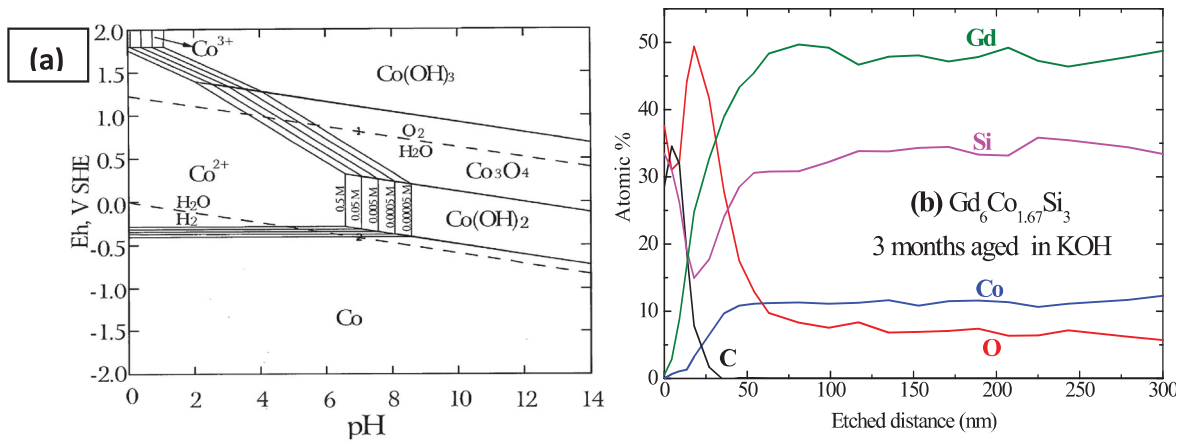 (a)
Eh, V SHE
2.0
1.5
1.0
0.5
0.0
-0.5
-1.0
-1.5
-2.0
Co³⁺
Co(OH)₃
1
O₂
H₂O
Co²⁺
Co₃O₄
0.5 M
0.05 M
0.005 M
0.0005 M
0.00005 M
H₂O
H₂
Co(OH)₂
2
Co
0 2 4 6 8 10 12 14
pH
Atomic %
50
40
30
20
10
0
Gd
Si
(b) Gd₆Co₁.₆₇Si₃
3 months aged in KOH
Co
C
O
0 50 100 150 200 250 300
Etched distance (nm)